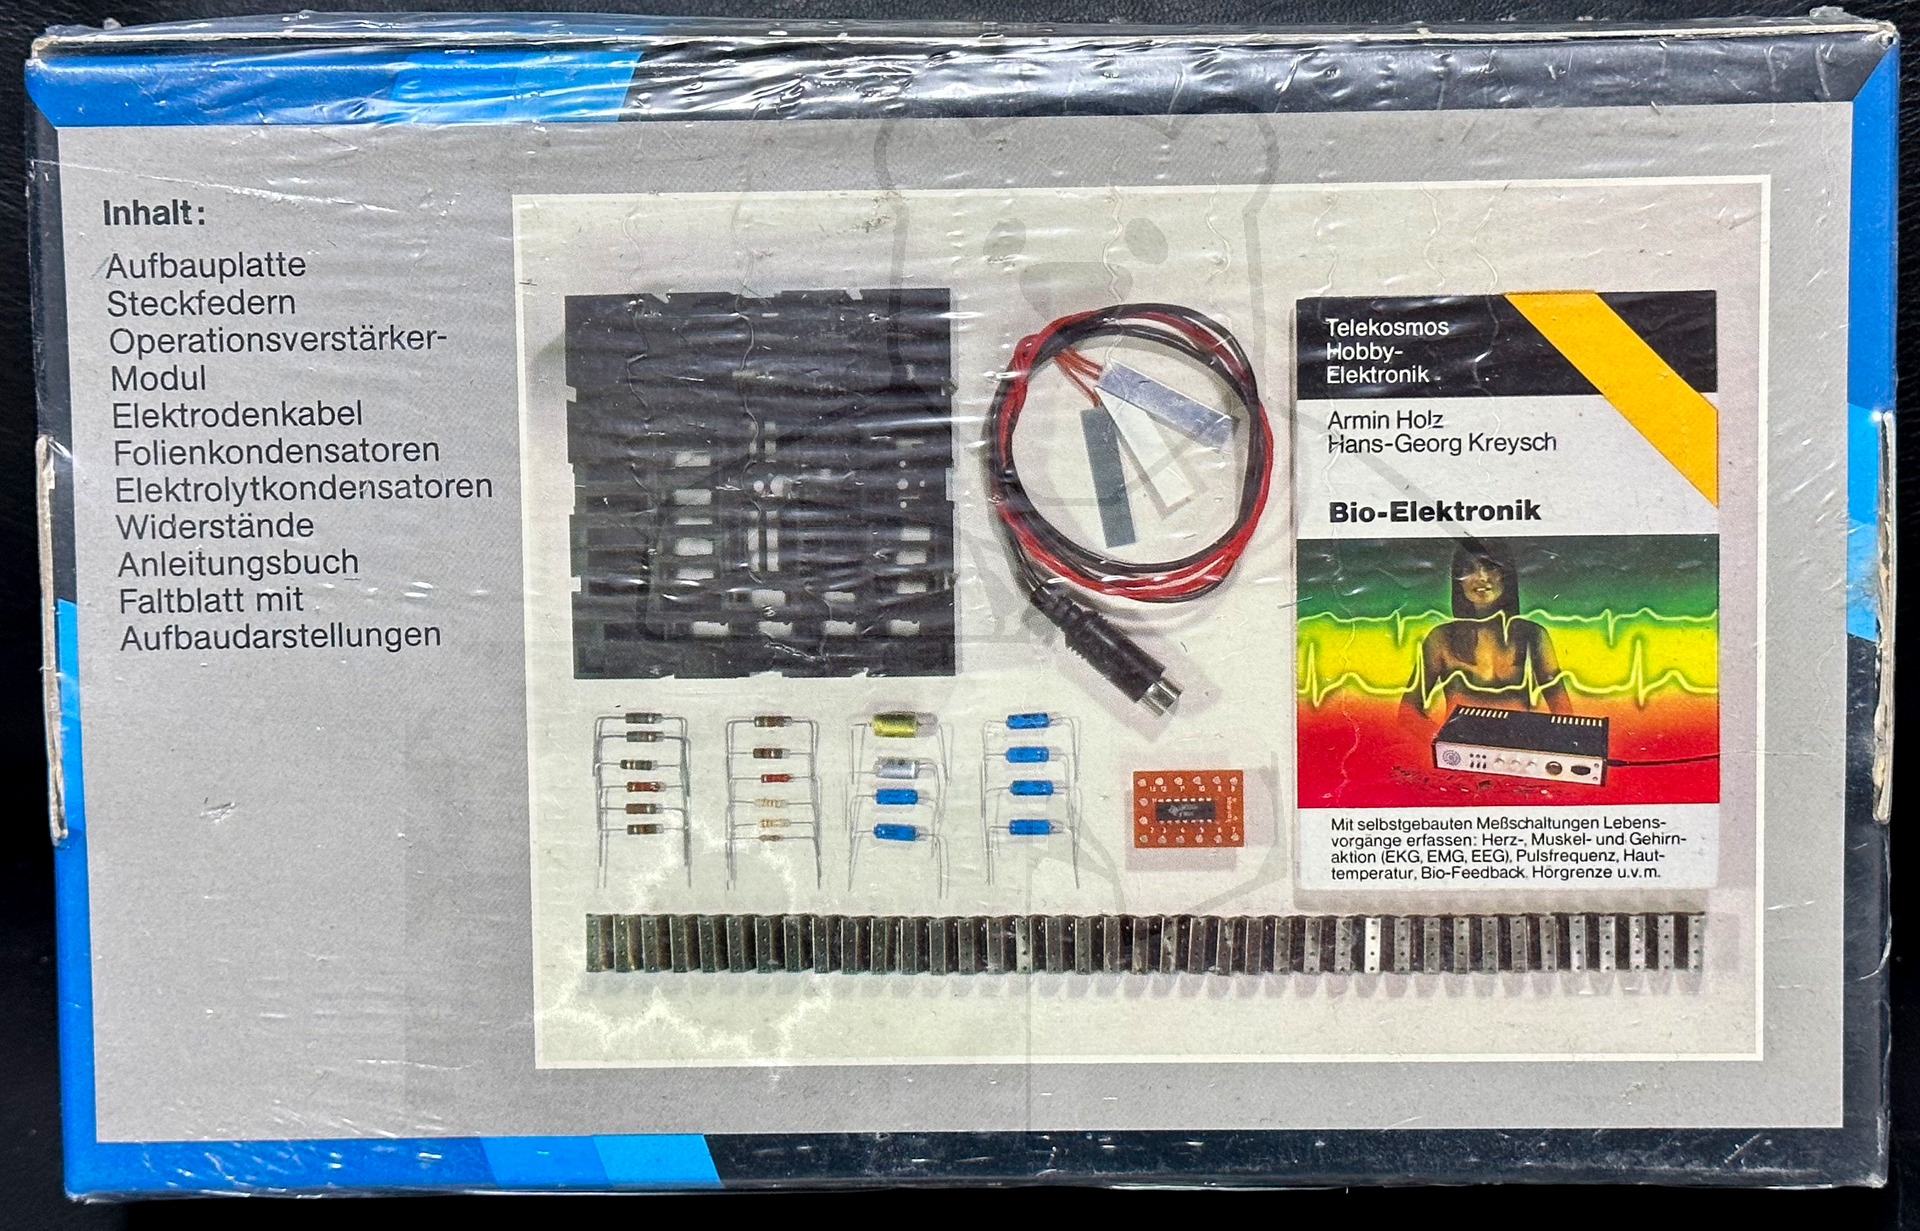 Inhalt:
Aufbauplatte
Steckfedern
Operationsverstärker-
Modul
Elektrodenkabel
Folienkondensatoren
Elektrolytkondensatoren
Widerstände
Anleitungsbuch
Faltblatt mit
Aufbaudarstellungen
Telekosmos
Hobby-
Elektronik
Armin Holz
Hans-Georg Kreysch
Bio-Elektronik
Mit selbstgebauten Meßschaltungen Lebens-
vorgänge erfassen: Herz-, Muskel- und Gehirn-
aktion (EKG, EMG, EEG), Pulsfrequenz, Haut-
temperatur, Bio-Feedback, Hörgrenze u.v.m.